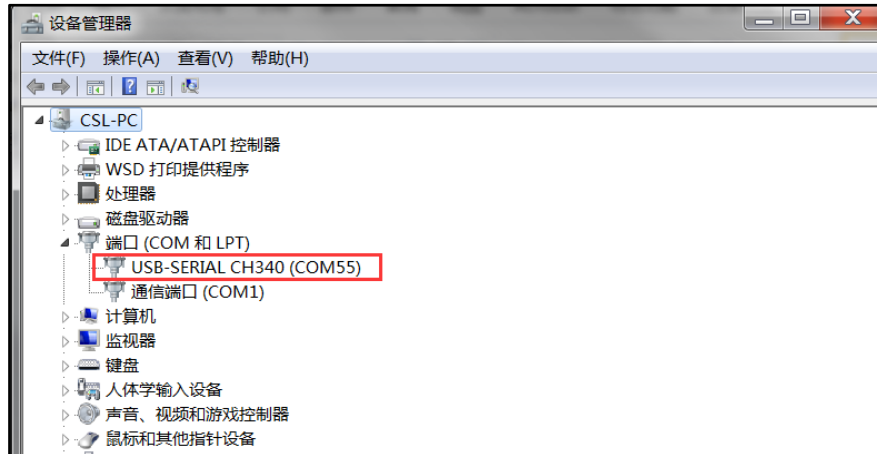 设备管理器
文件(F) 操作(A) 查看(V) 帮助(H)
CSL-PC
IDE ATA/ATAPI 控制器
WSD 打印提供程序
处理器
磁盘驱动器
端口 (COM 和 LPT)
USB-SERIAL CH340 (COM55)
通信端口 (COM1)
计算机
监视器
键盘
人体学输入设备
声音、视频和游戏控制器
鼠标和其他指针设备